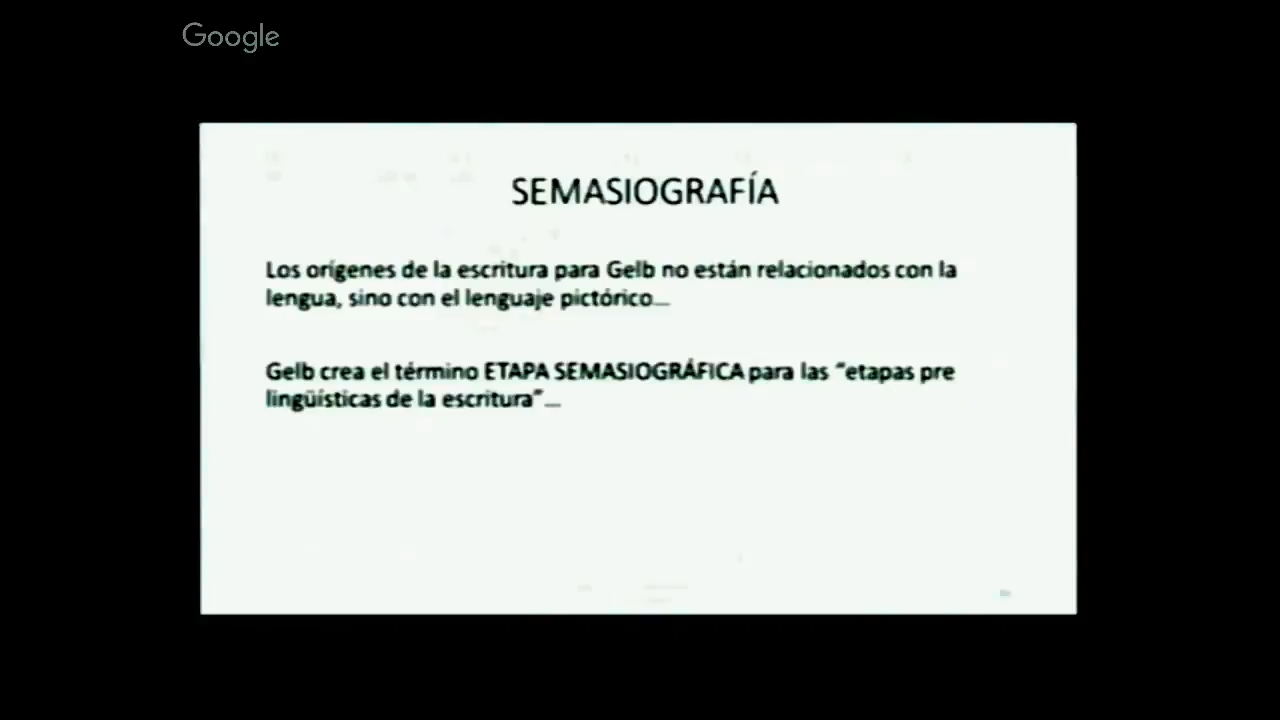 Google
SEMASIOGRAFÍA
Los orígenes de la escritura para Gelb no están relacionados con la
lengua, sino con el lenguaje pictórico...
Gelb crea el término ETAPA SEMASIOGRÁFICA para las "etapas pre
lingüísticas de la escritura"...